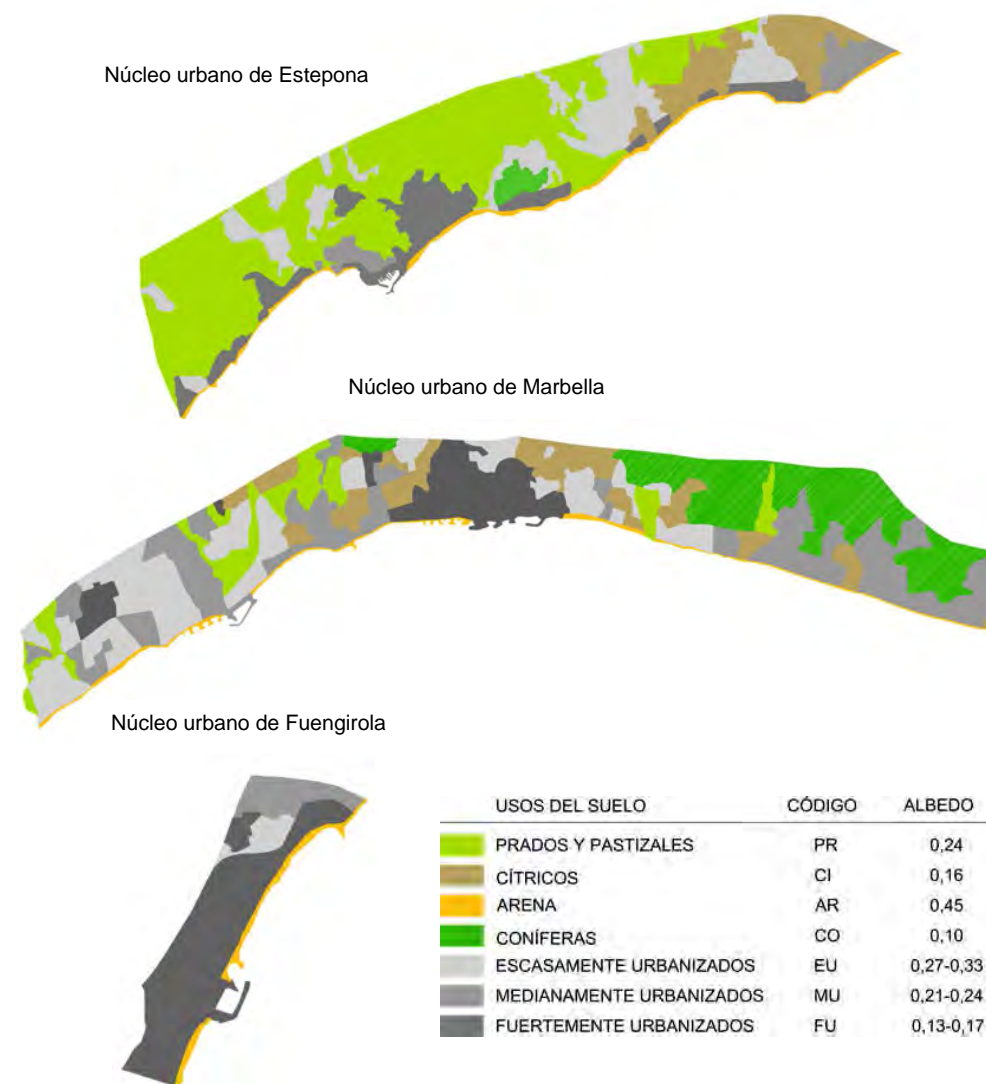 Núcleo urbano de Estepona
Núcleo urbano de Marbella
Núcleo urbano de Fuengirola
USOS DEL SUELO CÓDIGO ALBEDO
PRADOS Y PASTIZALES PR 0,24
CÍTRICOS CI 0,16
ARENA AR 0,45
CONÍFERAS CO 0,10
ESCASAMENTE URBANIZADOS EU 0,27-0,33
MEDIANAMENTE URBANIZADOS MU 0,21-0,24
FUERTEMENTE URBANIZADOS FU 0,13-0,17